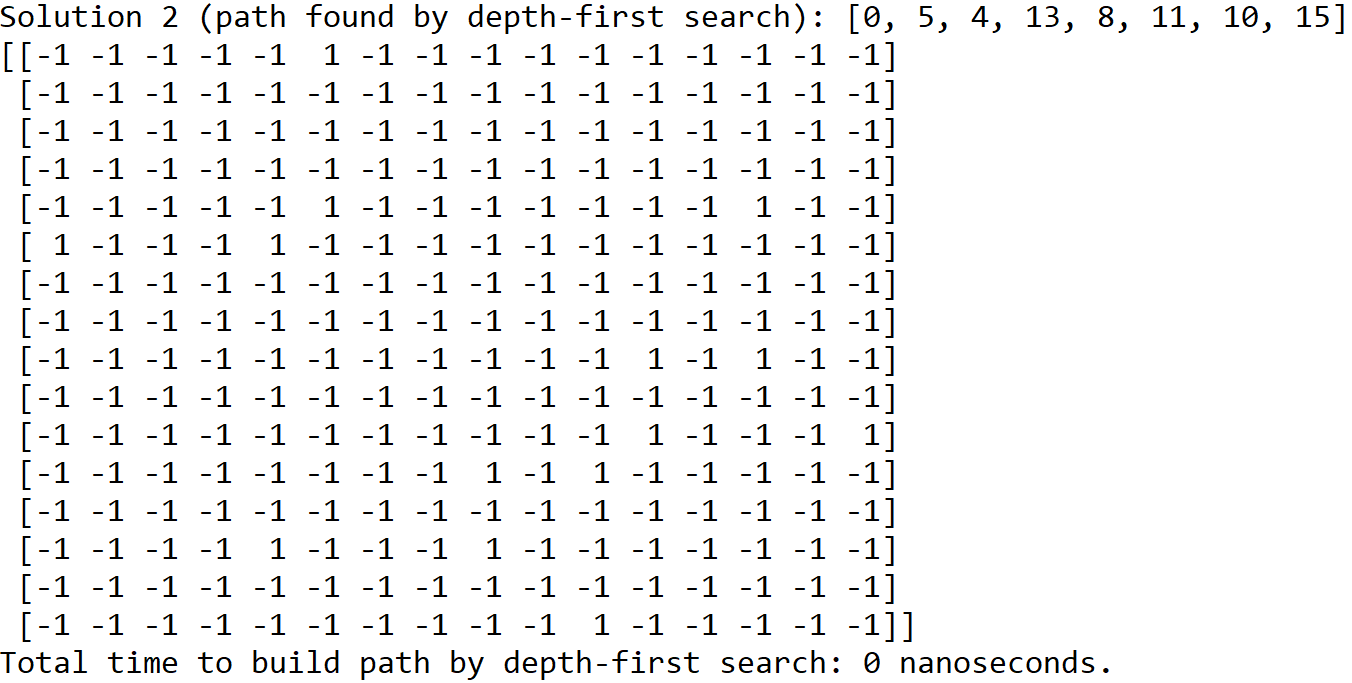 Solution 2 (path found by depth-first search): [0, 5, 4, 13, 8, 11, 10, 15]
[[-1 -1 -1 -1 -1  1 -1 -1 -1 -1 -1 -1 -1 -1 -1 -1]
 [-1 -1 -1 -1 -1 -1 -1 -1 -1 -1 -1 -1 -1 -1 -1 -1]
 [-1 -1 -1 -1 -1 -1 -1 -1 -1 -1 -1 -1 -1 -1 -1 -1]
 [-1 -1 -1 -1 -1 -1 -1 -1 -1 -1 -1 -1 -1 -1 -1 -1]
 [-1 -1 -1 -1 -1  1 -1 -1 -1 -1 -1 -1 -1  1 -1 -1]
 [ 1 -1 -1 -1  1 -1 -1 -1 -1 -1 -1 -1 -1 -1 -1 -1]
 [-1 -1 -1 -1 -1 -1 -1 -1 -1 -1 -1 -1 -1 -1 -1 -1]
 [-1 -1 -1 -1 -1 -1 -1 -1 -1 -1 -1 -1 -1 -1 -1 -1]
 [-1 -1 -1 -1 -1 -1 -1 -1 -1 -1 -1  1 -1  1 -1 -1]
 [-1 -1 -1 -1 -1 -1 -1 -1 -1 -1 -1 -1 -1 -1 -1 -1]
 [-1 -1 -1 -1 -1 -1 -1 -1 -1 -1 -1  1 -1 -1 -1  1]
 [-1 -1 -1 -1 -1 -1 -1 -1  1 -1  1 -1 -1 -1 -1 -1]
 [-1 -1 -1 -1 -1 -1 -1 -1 -1 -1 -1 -1 -1 -1 -1 -1]
 [-1 -1 -1 -1  1 -1 -1 -1  1 -1 -1 -1 -1 -1 -1 -1]
 [-1 -1 -1 -1 -1 -1 -1 -1 -1 -1 -1 -1 -1 -1 -1 -1]
 [-1 -1 -1 -1 -1 -1 -1 -1 -1 -1  1 -1 -1 -1 -1 -1]]
Total time to build path by depth-first search: 0 nanoseconds.